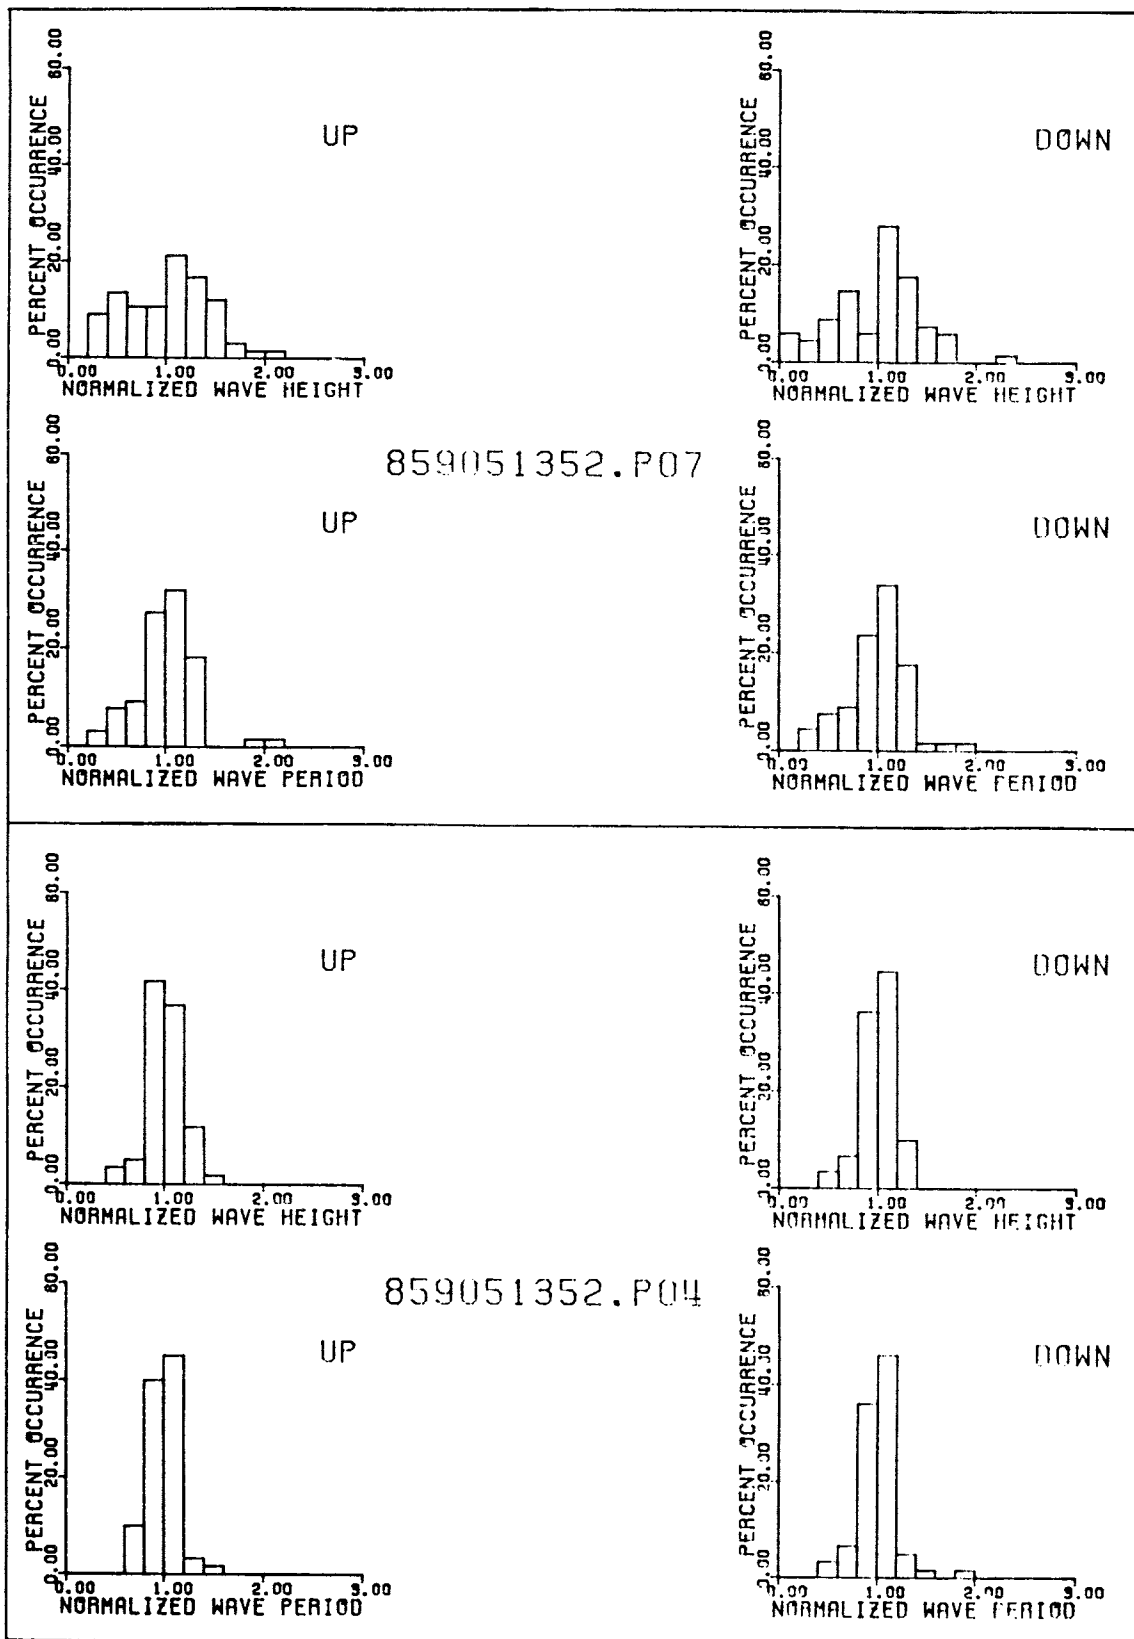 60.00
40.00
20.00
0.00
PERCENT OCCURRENCE
UP
0.00 1.00 2.00 3.00
NORMALIZED WAVE HEIGHT
60.00
40.00
20.00
0.00
PERCENT OCCURRENCE
DOWN
0.00 1.00 2.00 3.00
NORMALIZED WAVE HEIGHT
859051352.P07
60.00
40.00
20.00
0.00
PERCENT OCCURRENCE
UP
0.00 1.00 2.00 3.00
NORMALIZED WAVE PERIOD
60.00
40.00
20.00
0.00
PERCENT OCCURRENCE
DOWN
0.00 1.00 2.00 3.00
NORMALIZED WAVE PERIOD
60.00
40.00
20.00
0.00
PERCENT OCCURRENCE
UP
0.00 1.00 2.00 3.00
NORMALIZED WAVE HEIGHT
60.00
40.00
20.00
0.00
PERCENT OCCURRENCE
DOWN
0.00 1.00 2.00 3.00
NORMALIZED WAVE HEIGHT
859051352.P04
60.00
40.00
20.00
0.00
PERCENT OCCURRENCE
UP
0.00 1.00 2.00 3.00
NORMALIZED WAVE PERIOD
60.00
40.00
20.00
0.00
PERCENT OCCURRENCE
DOWN
0.00 1.00 2.00 3.00
NORMALIZED WAVE PERIOD